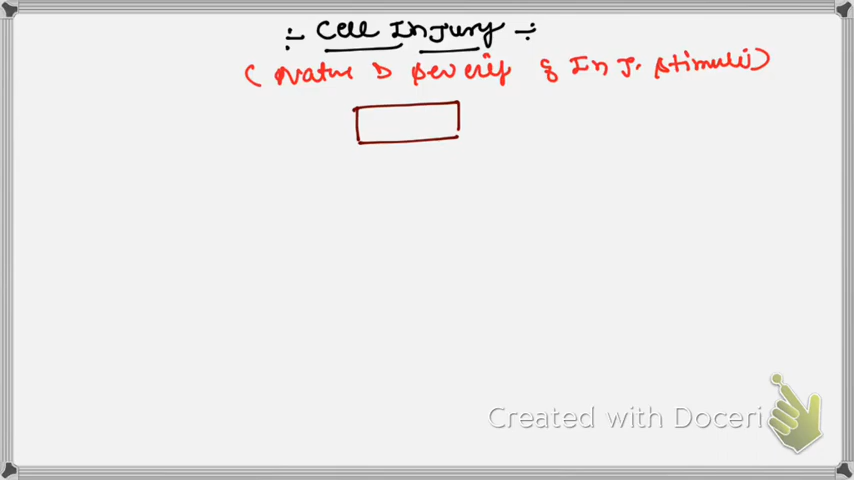 Cell Injury
(Nature & severity of Inj. stimuli)
Created with Doceri